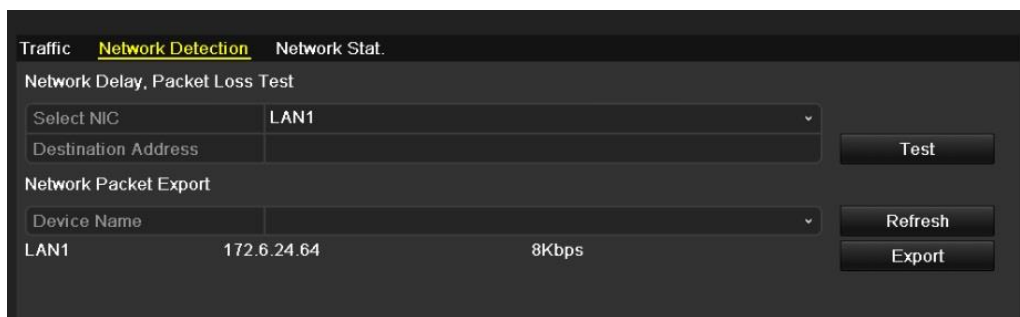 Traffic Network Detection Network Stat.
Network Delay, Packet Loss Test
Select NIC LAN1
Destination Address Test
Network Packet Export
Device Name Refresh
LAN1 172.6.24.64 8Kbps Export